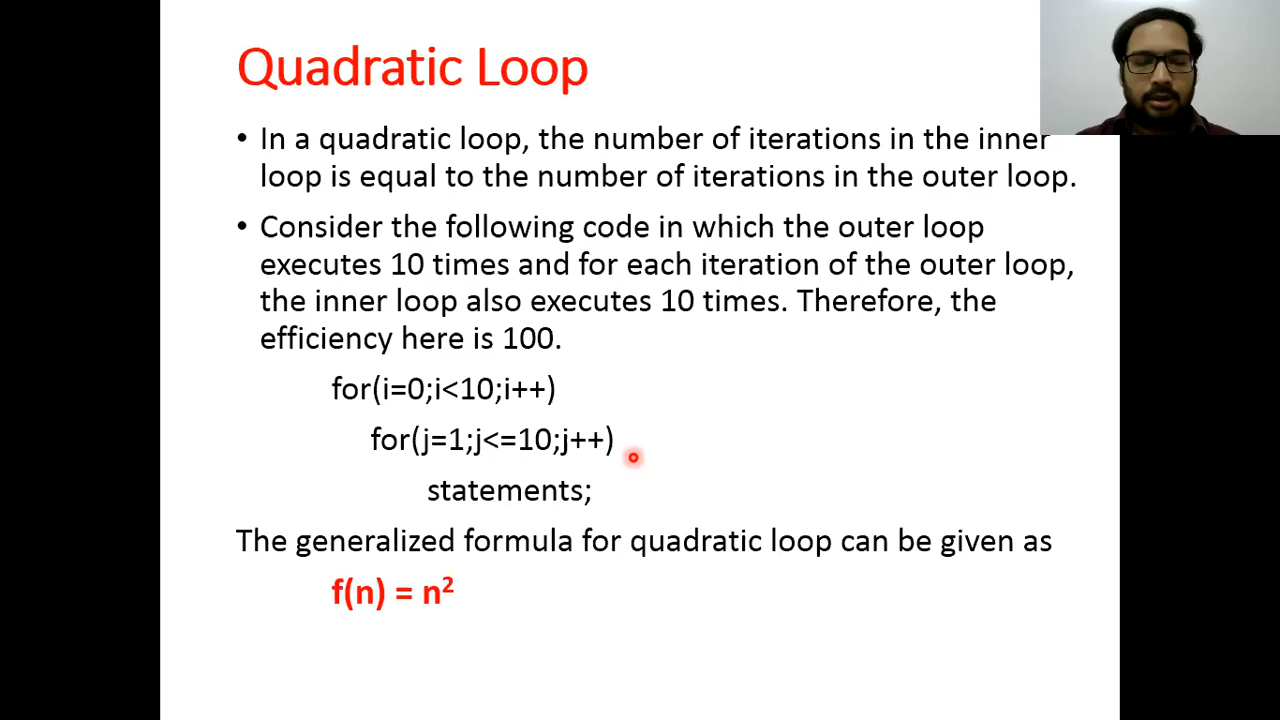 Quadratic Loop
• In a quadratic loop, the number of iterations in the inner
loop is equal to the number of iterations in the outer loop.
• Consider the following code in which the outer loop
executes 10 times and for each iteration of the outer loop,
the inner loop also executes 10 times. Therefore, the
efficiency here is 100.
for(i=0;i<10;i++)
for(j=1;j<=10;j++)
statements;
The generalized formula for quadratic loop can be given as
f(n) = n²